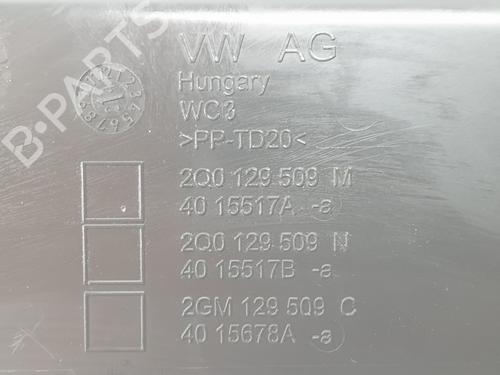 VW AG
Hungary
WC3
>PP-TD20<
2Q0 129 509 M
40 15517A -a
2Q0 129 509 N
40 15517B -a
2GM 129 509 C
40 15678A -a
B-PARTS